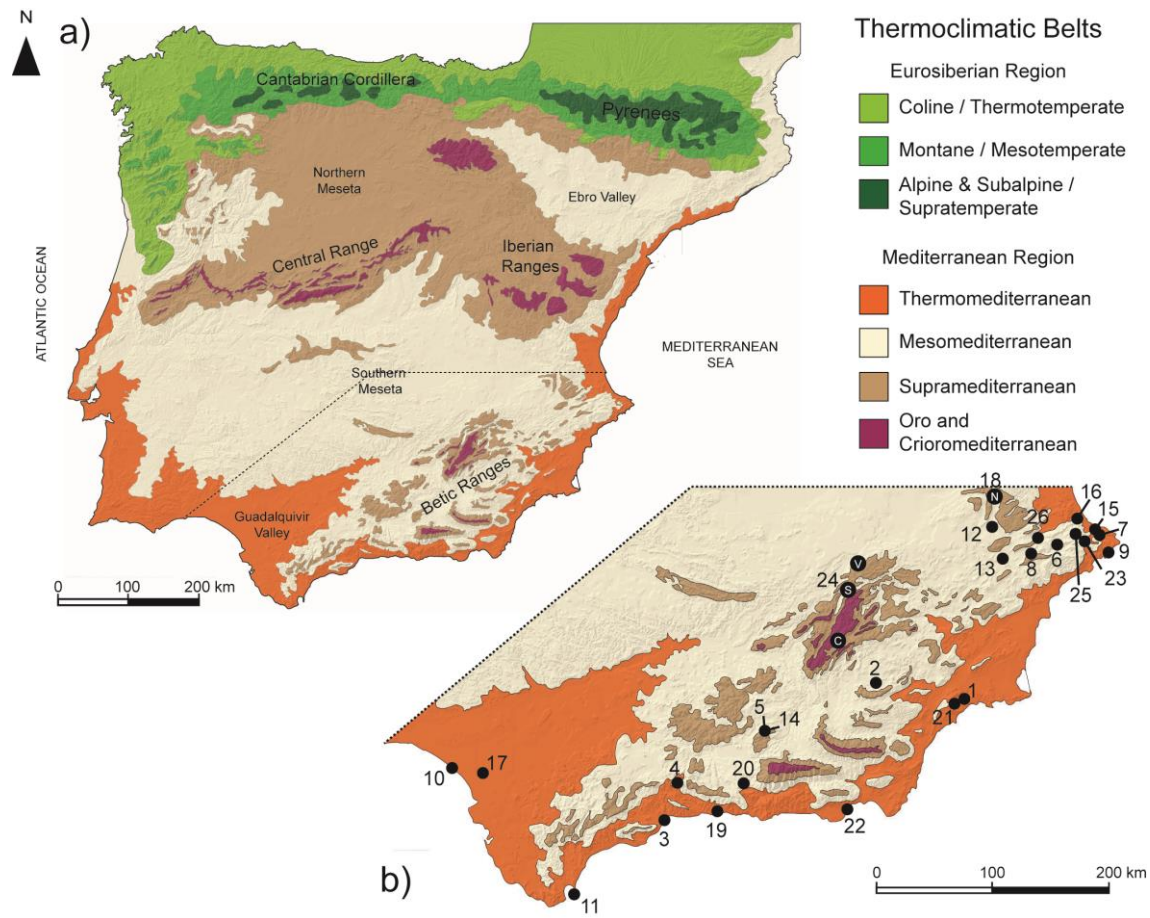 N
a)
Cantabrian Cordillera
Pyrenees
Northern
Meseta
Ebro Valley
Central Range
Iberian
Ranges
ATLANTIC OCEAN
MEDITERRANEAN
SEA
Southern
Meseta
Betic Ranges
Guadalquivir
Valley
0 100 200 km
Thermoclimatic Belts
Eurosiberian Region
Coline / Thermotemperate
Montane / Mesotemperate
Alpine & Subalpine /
Supratemperate
Mediterranean Region
Thermomediterranean
Mesomediterranean
Supramediterranean
Oro and
Crioromediterranean
b)
18
N
16
15
7
12
26
9
13
8
6
25
23
V
24
S
C
2
1
21
5
14
10
17
4
20
3
19
22
11
0 100 200 km